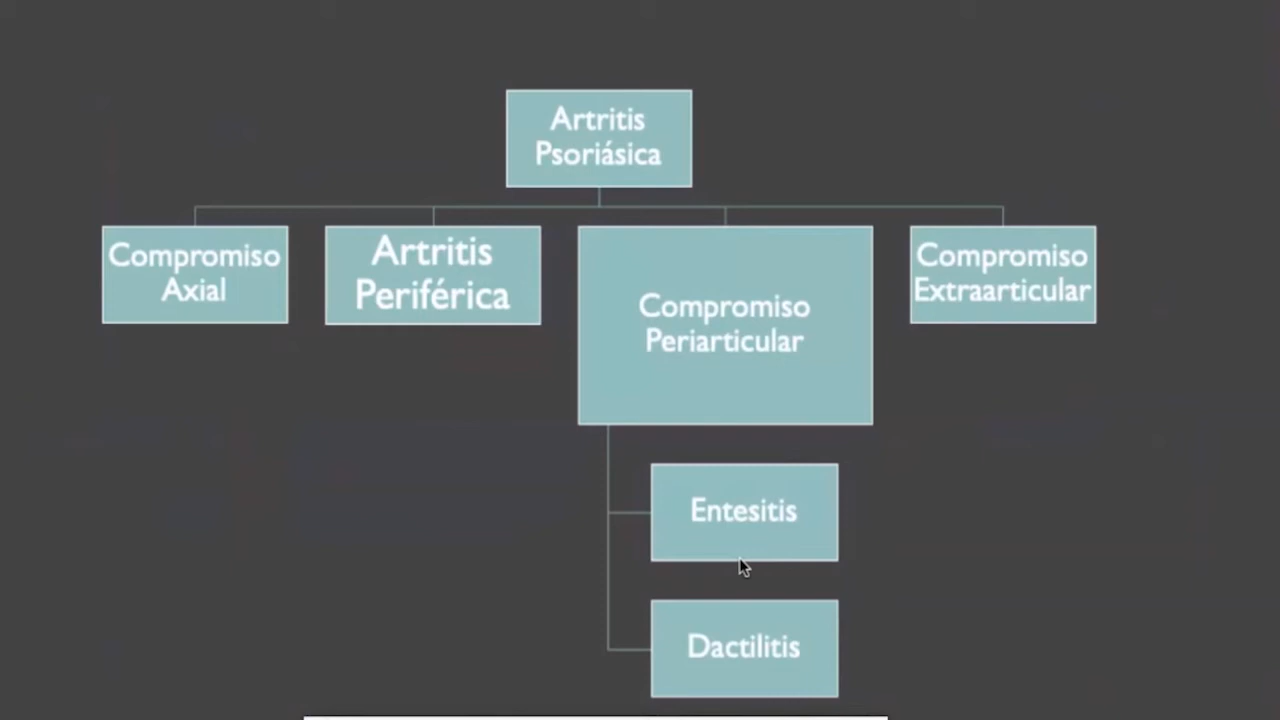 Artritis
Psoriásica
Compromiso
Axial
Artritis
Periférica
Compromiso
Periarticular
Compromiso
Extraarticular
Entesitis
Dactilitis